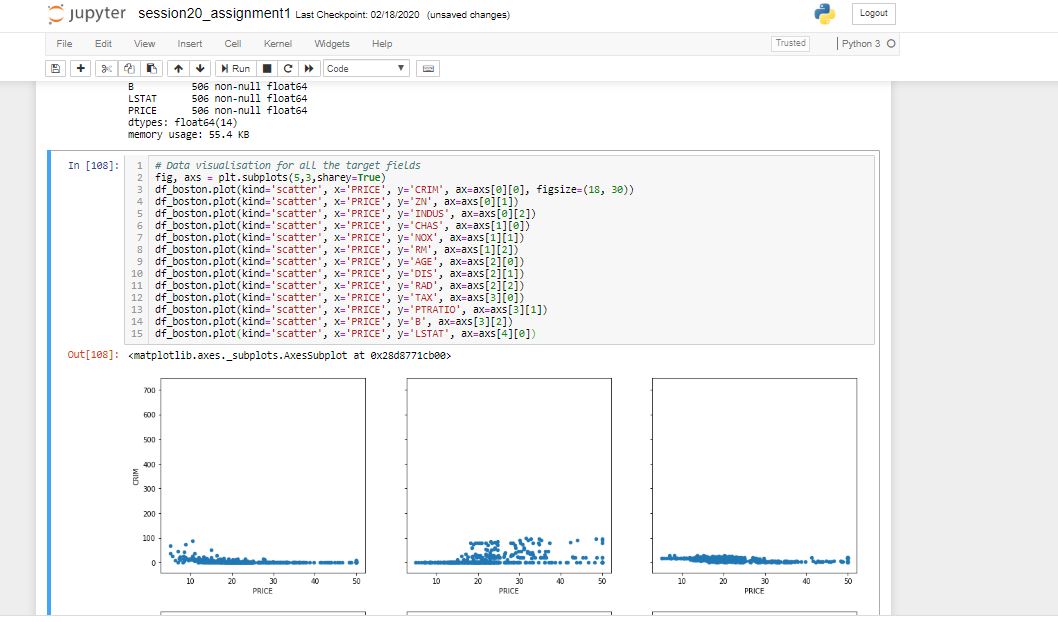 jupyter session20_assignment1 Last Checkpoint: 02/18/2020 (unsaved changes)
Logout
File Edit View Insert Cell Kernel Widgets Help
Trusted
Python 3
Run
Code
B 506 non-null float64
LSTAT 506 non-null float64
PRICE 506 non-null float64
dtypes: float64(14)
memory usage: 55.4 KB
In [108]:
1 # Data visualisation for all the target fields
2 fig, axs = plt.subplots(5,3,sharey=True)
3 df_boston.plot(kind='scatter', x='PRICE', y='CRIM', ax=axs[0][0], figsize=(18, 30))
4 df_boston.plot(kind='scatter', x='PRICE', y='ZN', ax=axs[0][1])
5 df_boston.plot(kind='scatter', x='PRICE', y='INDUS', ax=axs[0][2])
6 df_boston.plot(kind='scatter', x='PRICE', y='CHAS', ax=axs[1][0])
7 df_boston.plot(kind='scatter', x='PRICE', y='NOX', ax=axs[1][1])
8 df_boston.plot(kind='scatter', x='PRICE', y='RM', ax=axs[1][2])
9 df_boston.plot(kind='scatter', x='PRICE', y='AGE', ax=axs[2][0])
10 df_boston.plot(kind='scatter', x='PRICE', y='DIS', ax=axs[2][1])
11 df_boston.plot(kind='scatter', x='PRICE', y='RAD', ax=axs[2][2])
12 df_boston.plot(kind='scatter', x='PRICE', y='TAX', ax=axs[3][0])
13 df_boston.plot(kind='scatter', x='PRICE', y='PTRATIO', ax=axs[3][1])
14 df_boston.plot(kind='scatter', x='PRICE', y='B', ax=axs[3][2])
15 df_boston.plot(kind='scatter', x='PRICE', y='LSTAT', ax=axs[4][0])
Out[108]: <matplotlib.axes._subplots.AxesSubplot at 0x28d8771cb00>
700
600
500
400
300
200
100
0
CRIM
10 20 30 40 50
PRICE
10 20 30 40 50
PRICE
10 20 30 40 50
PRICE